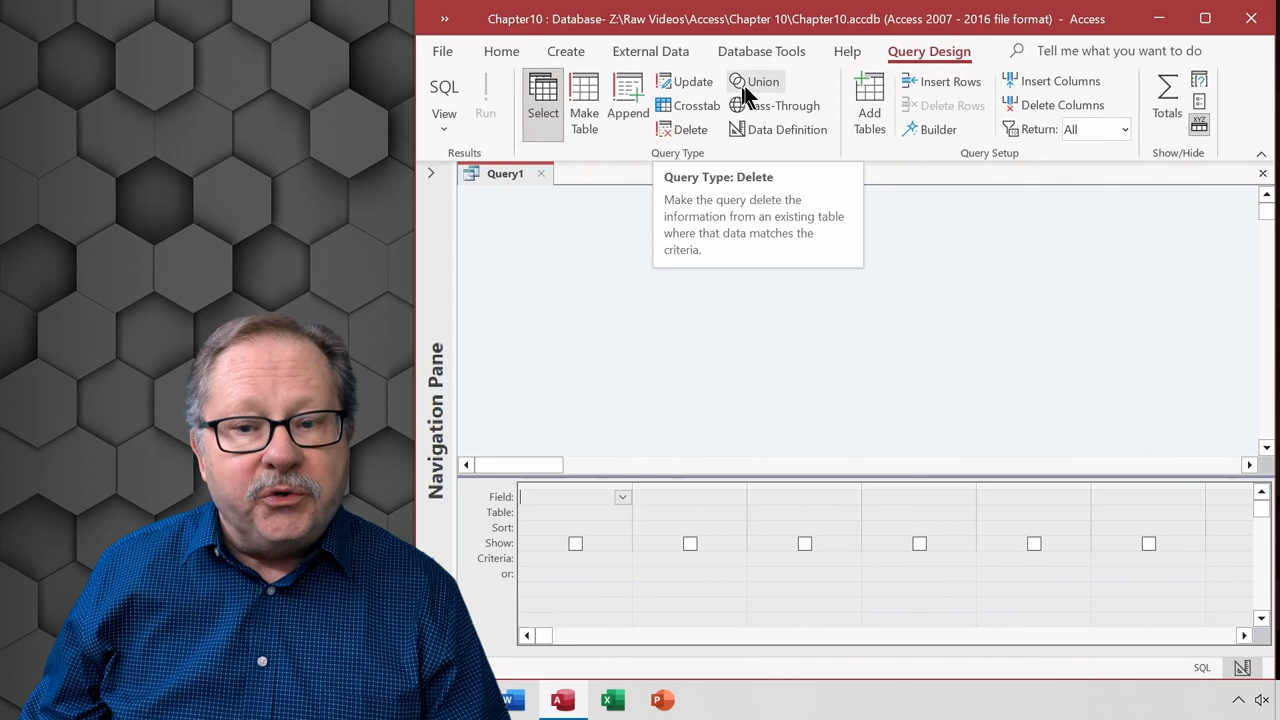 Chapter10 : Database- Z:\Raw Videos\Access\Chapter 10\Chapter10.accdb (Access 2007 - 2016 file format) - Access
File Home Create External Data Database Tools Help Query Design Tell me what you want to do
SQL
View
Run
Results
Select
Make
Table
Append
Update
Crosstab
Delete
Union
ass-Through
Data Definition
Query Type
Add
Tables
Insert Rows
Delete Rows
Builder
Insert Columns
Delete Columns
Return: All
Query Setup
Totals
XYZ
Show/Hide
Query1
Query Type: Delete
Make the query delete the
information from an existing table
where that data matches the
criteria.
Navigation Pane
Field:
Table:
Sort:
Show:
Criteria:
or:
SQL
W A X P